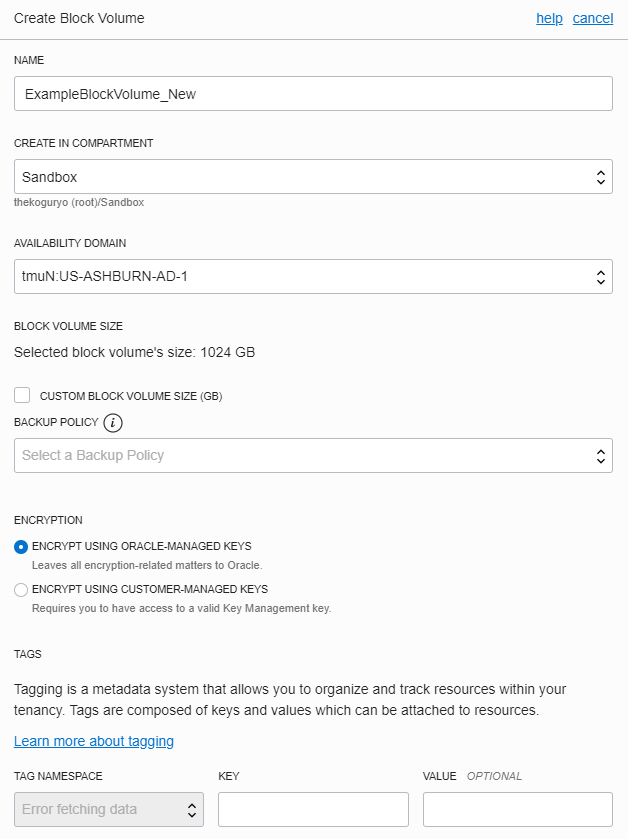 Create Block Volume help cancel
NAME
ExampleBlockVolume_New
CREATE IN COMPARTMENT
Sandbox
thekoguryo (root)/Sandbox
AVAILABILITY DOMAIN
tmuN:US-ASHBURN-AD-1
BLOCK VOLUME SIZE
Selected block volume's size: 1024 GB
CUSTOM BLOCK VOLUME SIZE (GB)
BACKUP POLICY i
Select a Backup Policy
ENCRYPTION
ENCRYPT USING ORACLE-MANAGED KEYS
Leaves all encryption-related matters to Oracle.
ENCRYPT USING CUSTOMER-MANAGED KEYS
Requires you to have access to a valid Key Management key.
TAGS
Tagging is a metadata system that allows you to organize and track resources within your
tenancy. Tags are composed of keys and values which can be attached to resources.
Learn more about tagging
TAG NAMESPACE KEY VALUE OPTIONAL
Error fetching data